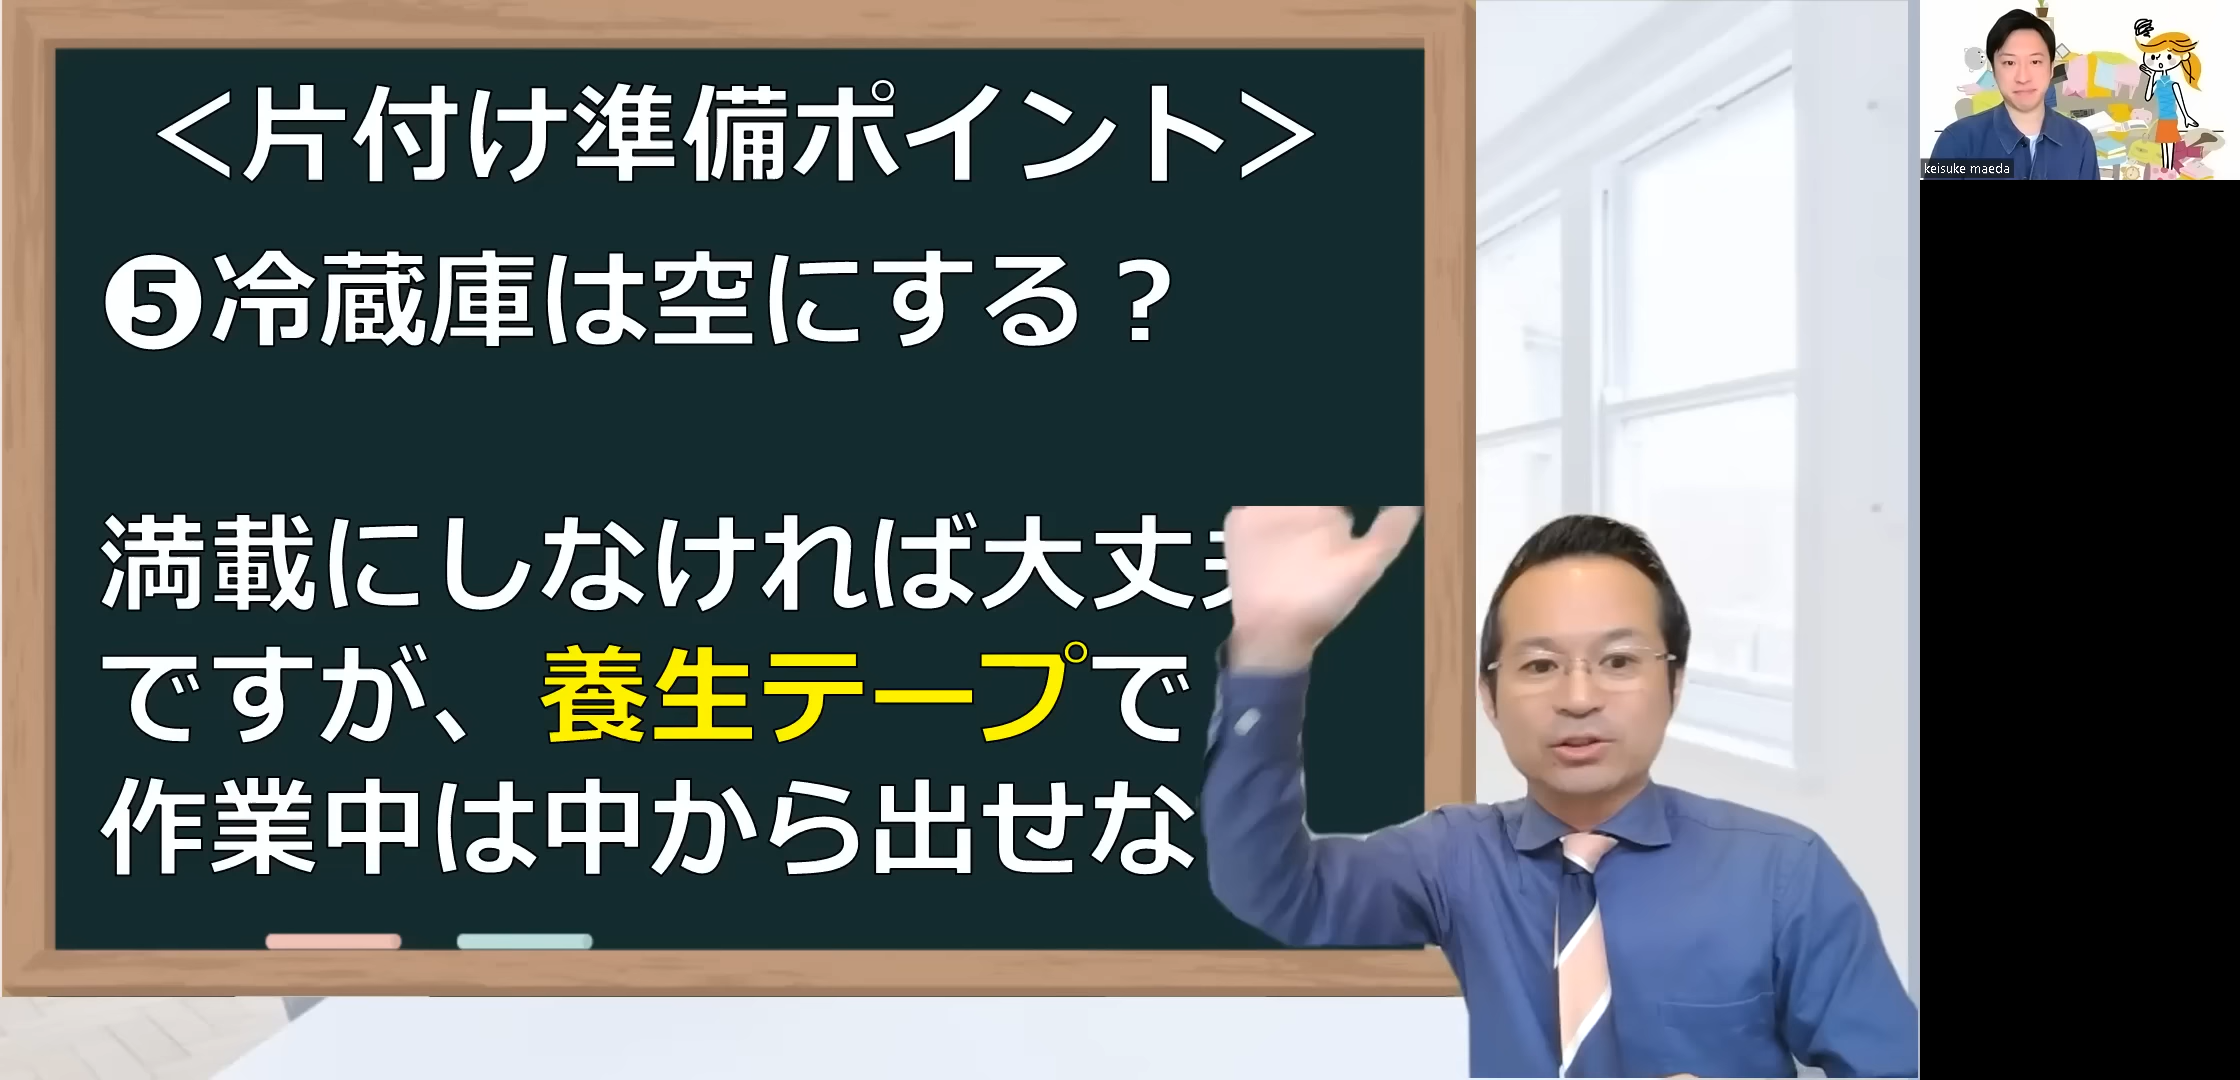 ＜片付け準備ポイント＞
❺冷蔵庫は空にする？
満載にしなければ大丈
ですが、養生テープで
作業中は中から出せな
keisuke maeda